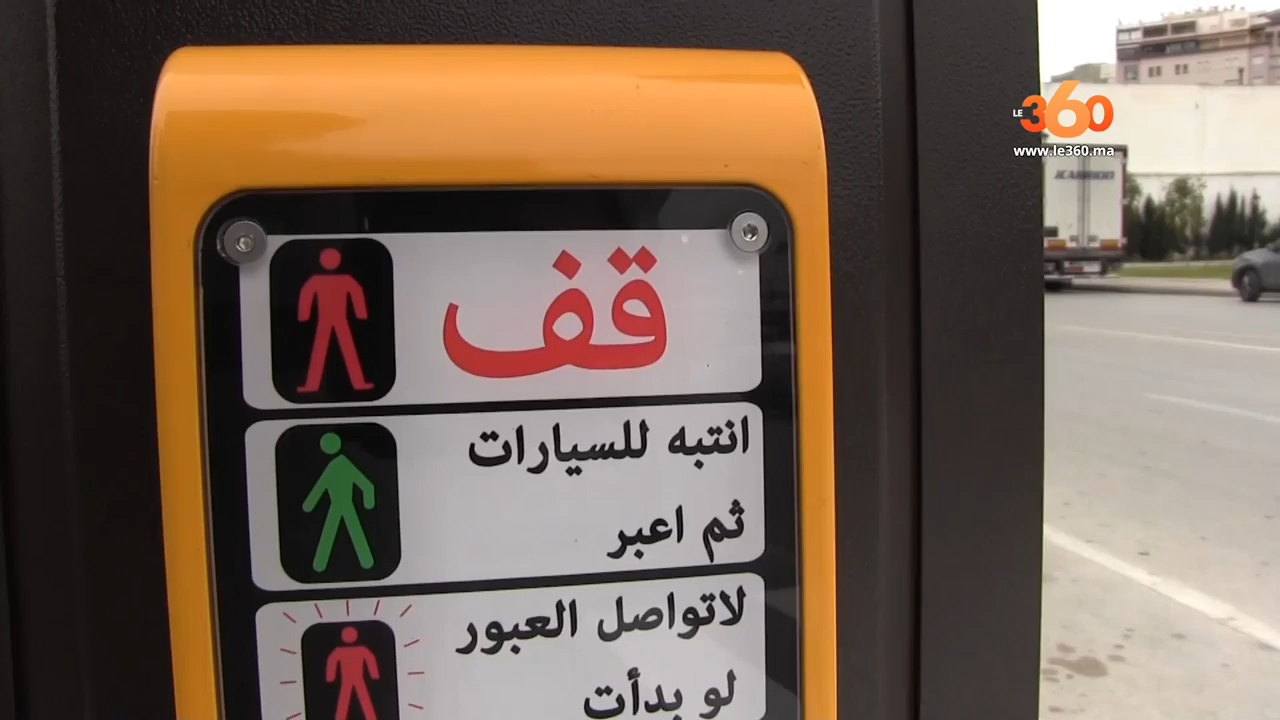 قف
انتبه للسيارات
ثم اعبر
لاتواصل العبور
لو بدأت
LE
360
www.le360.ma